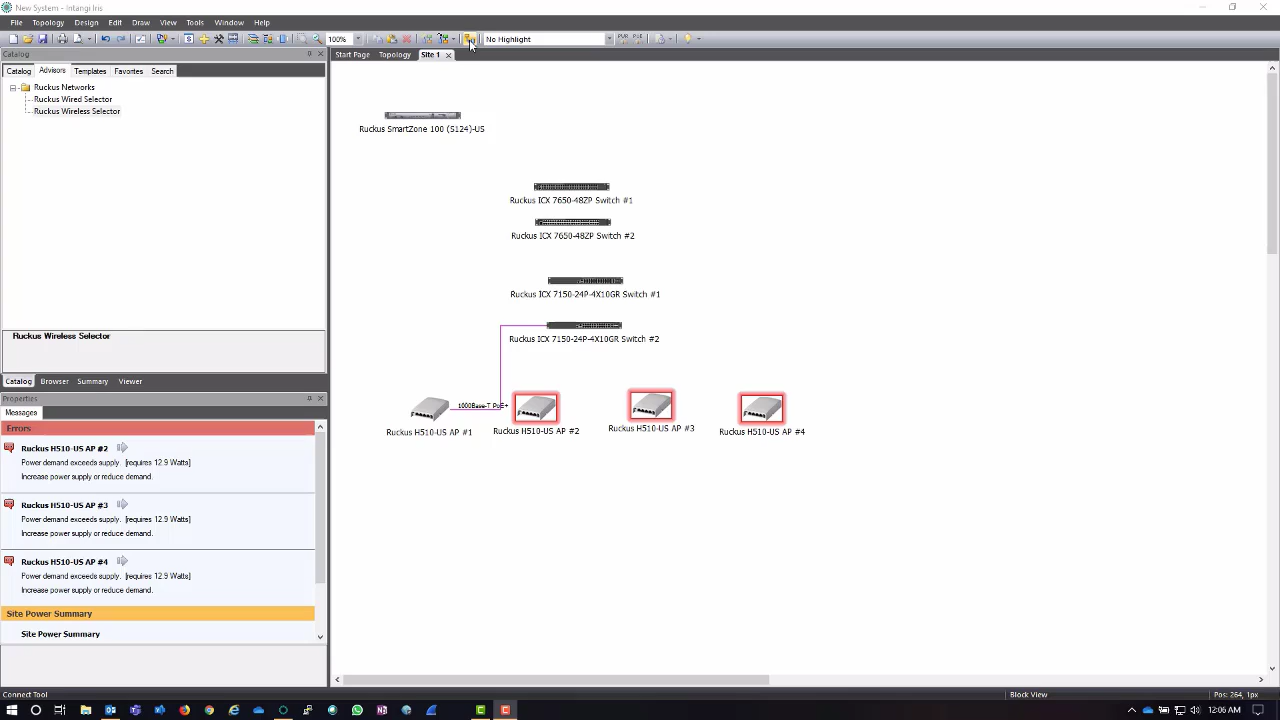 New System - Intangi Iris
File Topology Design Edit Draw View Tools Window Help
100% No Highlight
Catalog
Start Page Topology Site 1
Catalog Advisors Templates Favorites Search
Ruckus Networks
Ruckus Wired Selector
Ruckus Wireless Selector
Ruckus Wireless Selector
Catalog Browser Summary Viewer
Properties
Messages
Errors
Ruckus H510-US AP #2
Power demand exceeds supply. [requires 12.9 Watts]
Increase power supply or reduce demand.
Ruckus H510-US AP #3
Power demand exceeds supply. [requires 12.9 Watts]
Increase power supply or reduce demand.
Ruckus H510-US AP #4
Power demand exceeds supply. [requires 12.9 Watts]
Increase power supply or reduce demand.
Site Power Summary
Site Power Summary
Ruckus SmartZone 100 (S124)-US
Ruckus ICX 7650-48ZP Switch #1
Ruckus ICX 7650-48ZP Switch #2
Ruckus ICX 7150-24P-4X10GR Switch #1
Ruckus ICX 7150-24P-4X10GR Switch #2
1000Base-T PoE+
Ruckus H510-US AP #1
Ruckus H510-US AP #2
Ruckus H510-US AP #3
Ruckus H510-US AP #4
Connect Tool
Block View
Pos: 264, 1px
12:06 AM